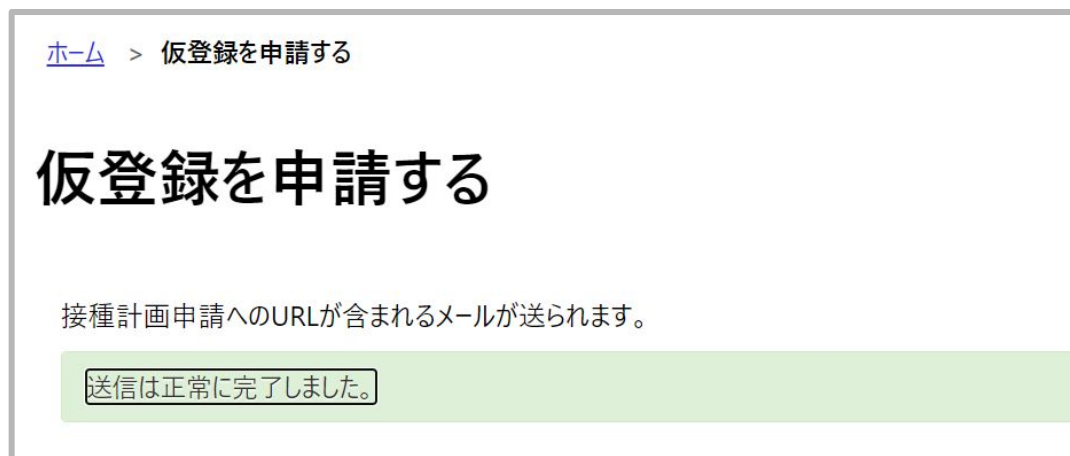 ホーム > 仮登録を申請する
仮登録を申請する
接種計画申請へのURLが含まれるメールが送られます。
送信は正常に完了しました。